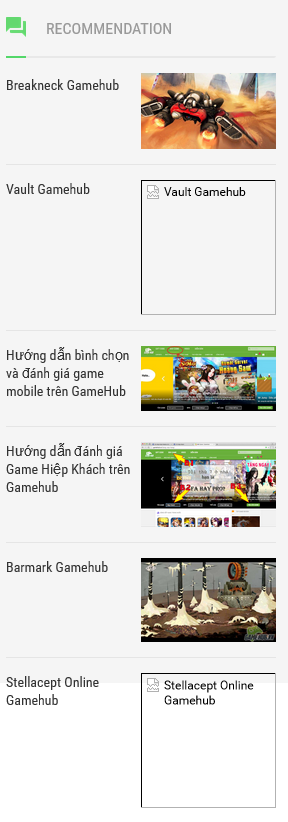 RECOMMENDATION
Breakneck Gamehub
Vault Gamehub
Vault Gamehub
Hướng dẫn bình chọn
và đánh giá game
mobile trên GameHub
Hướng dẫn đánh giá
Game Hiệp Khách trên
Gamehub
Barmark Gamehub
Stellacept Online
Gamehub
Stellacept Online
Gamehub